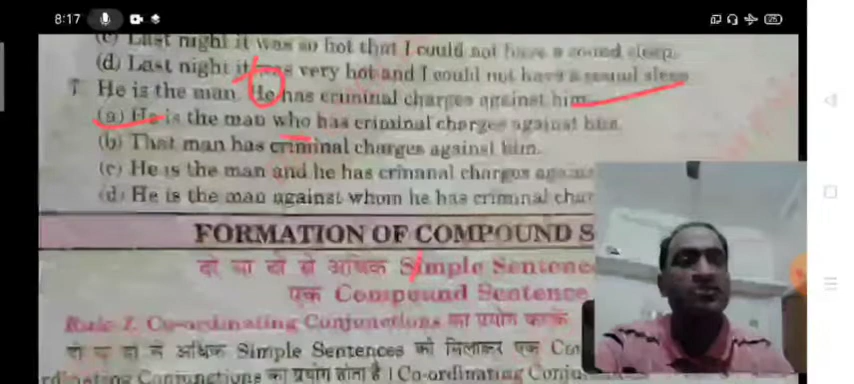 8:17
(c) Last night it was so hot that I could not have a sound sleep.
(d) Last night it was very hot and I could not have a sound sleep
7. He is the man. He has criminal charges against him.
(a) He is the man who has criminal charges against him.
(b) That man has criminal charges against him.
(c) He is the man and he has criminal charges
(d) He is the man against whom he has criminal
FORMATION OF COMPOUND
दो या दो से अधिक Simple
एक Compound Sentence
Rule I. Co-ordinating Conjunctions का प्रयोग करके
दो या दो से अधिक Simple Sentences को मिलाकर एक
Conjunctions का प्रयोग होता है । Co-ordinating